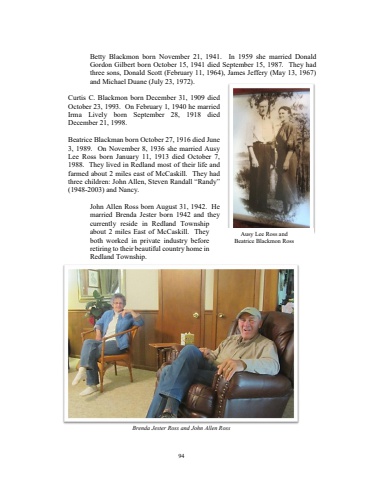 Betty Blackmon born November 21, 1941. In 1959 she married Donald
Gordon Gilbert born October 15, 1941 died September 15, 1987. They had
three sons, Donald Scott (February 11, 1964), James Jeffery (May 13, 1967)
and Michael Duane (July 23, 1972).
Curtis C. Blackmon born December 31, 1909 died
October 23, 1993. On February 1, 1940 he married
Irma Lively born September 28, 1918 died
December 21, 1998.
Beatrice Blackman born October 27, 1916 died June
3, 1989. On November 8, 1936 she married Ausy
Lee Ross born January 11, 1913 died October 7,
1988. They lived in Redland most of their life and
farmed about 2 miles east of McCaskill. They had
three children: John Allen, Steven Randall “Randy”
(1948-2003) and Nancy.
Ausy Lee Ross and
Beatrice Blackmon Ross
John Allen Ross born August 31, 1942. He
married Brenda Jester born 1942 and they
currently reside in Redland Township
about 2 miles East of McCaskill. They
both worked in private industry before
retiring to their beautiful country home in
Redland Township.
Brenda Jester Ross and John Allen Ross
94